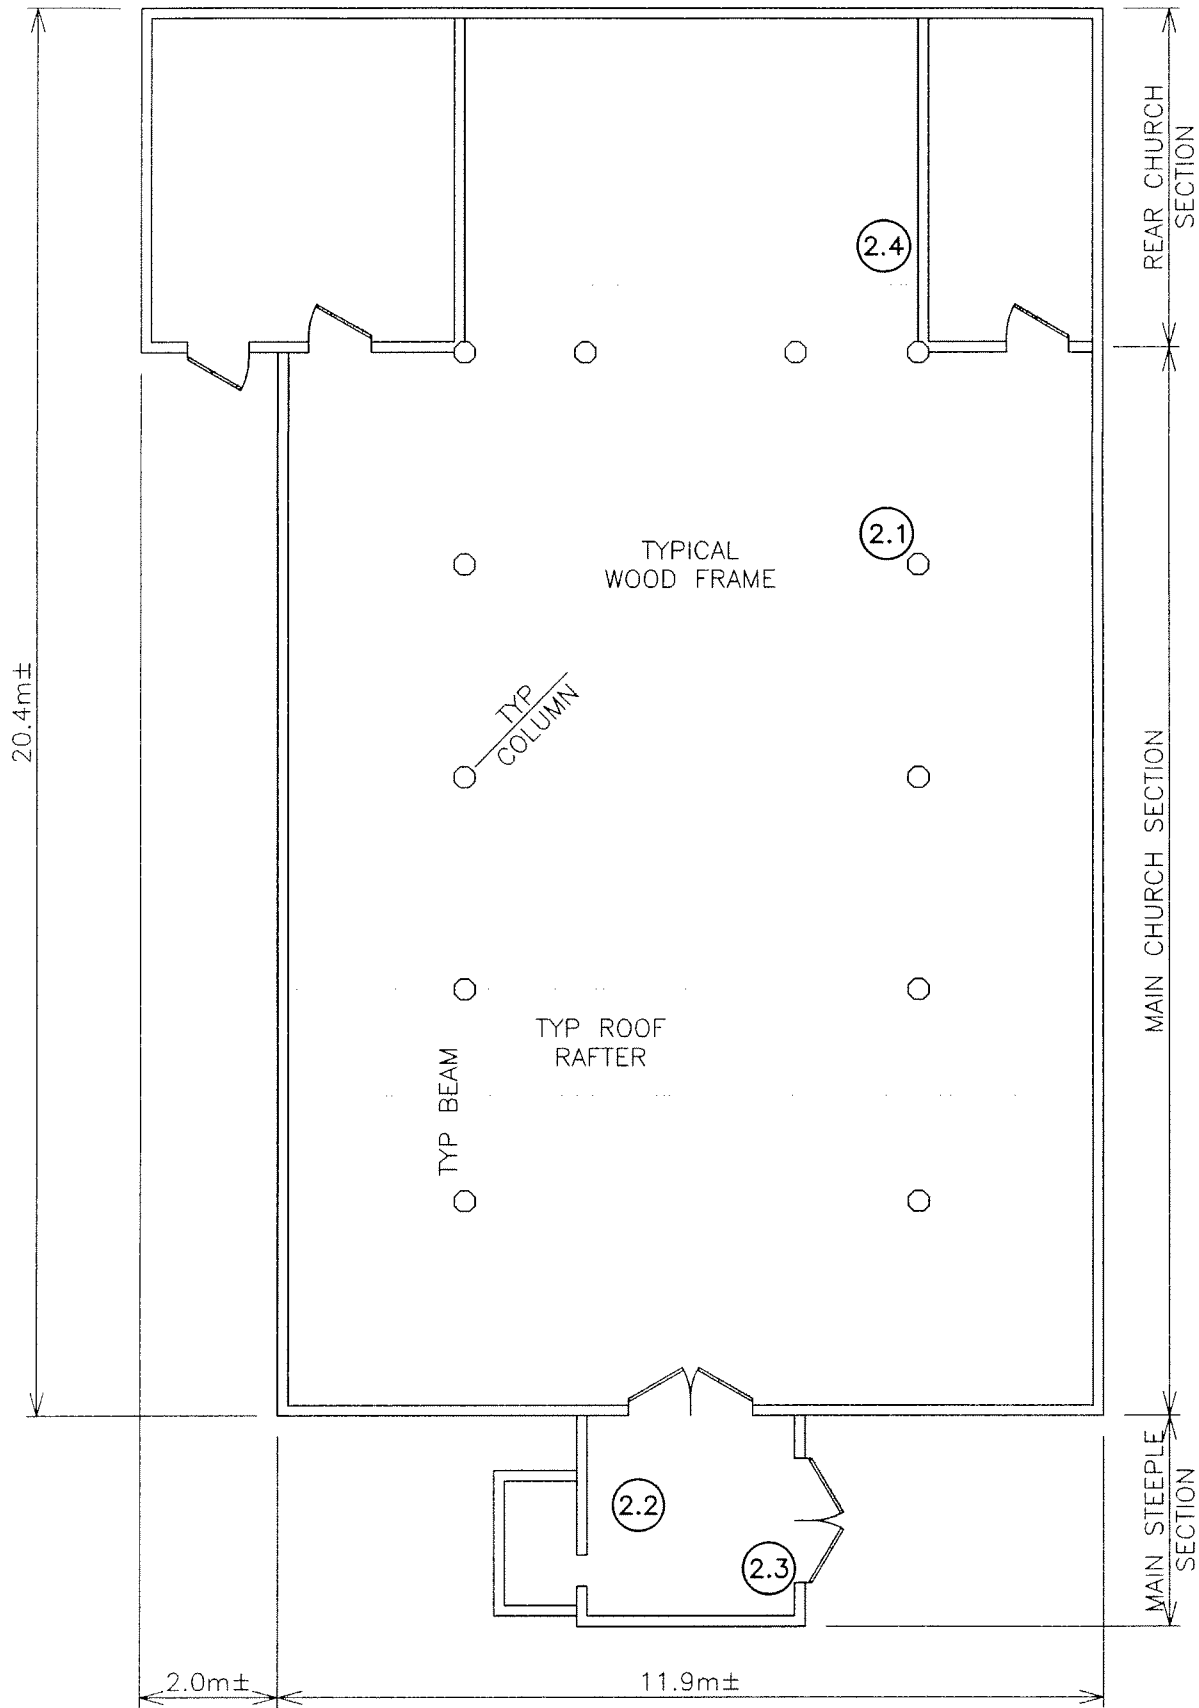 REAR CHURCH
SECTION
2.4
2.1
TYPICAL
WOOD FRAME
20.4m±
TYP
COLUMN
MAIN CHURCH SECTION
TYP ROOF
RAFTER
TYP BEAM
2.2
2.3
MAIN STEEPLE
SECTION
2.0m±
11.9m±